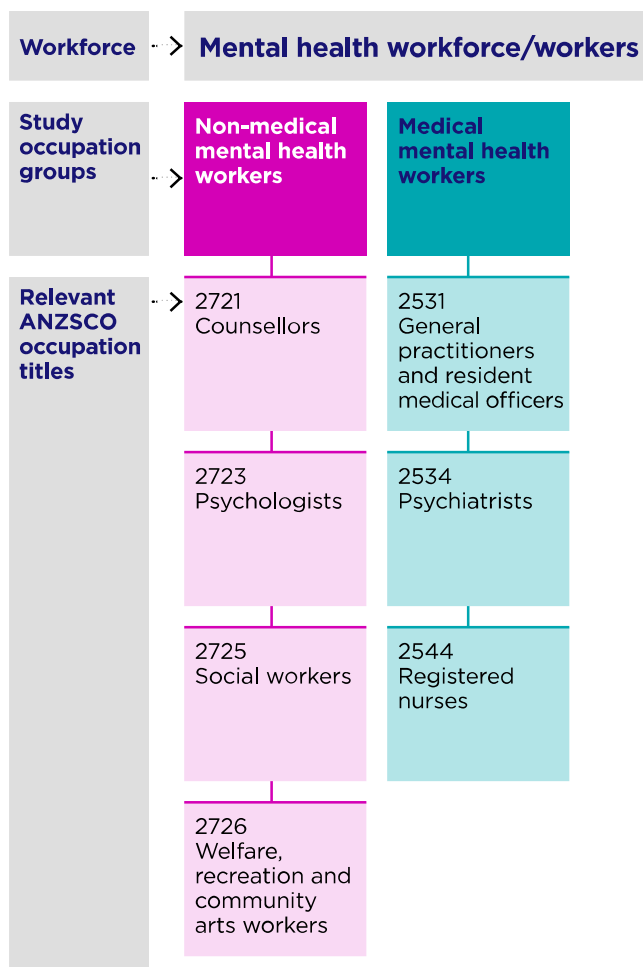 Workforce
Mental health workforce/workers
Study
occupation
groups
Non-medical
mental health
workers
Medical
mental health
workers
Relevant
ANZSCO
occupation
titles
2721
Counsellors
2531
General
practitioners
and resident
medical officers
2723
Psychologists
2534
Psychiatrists
2725
Social workers
2544
Registered
nurses
2726
Welfare,
recreation and
community
arts workers